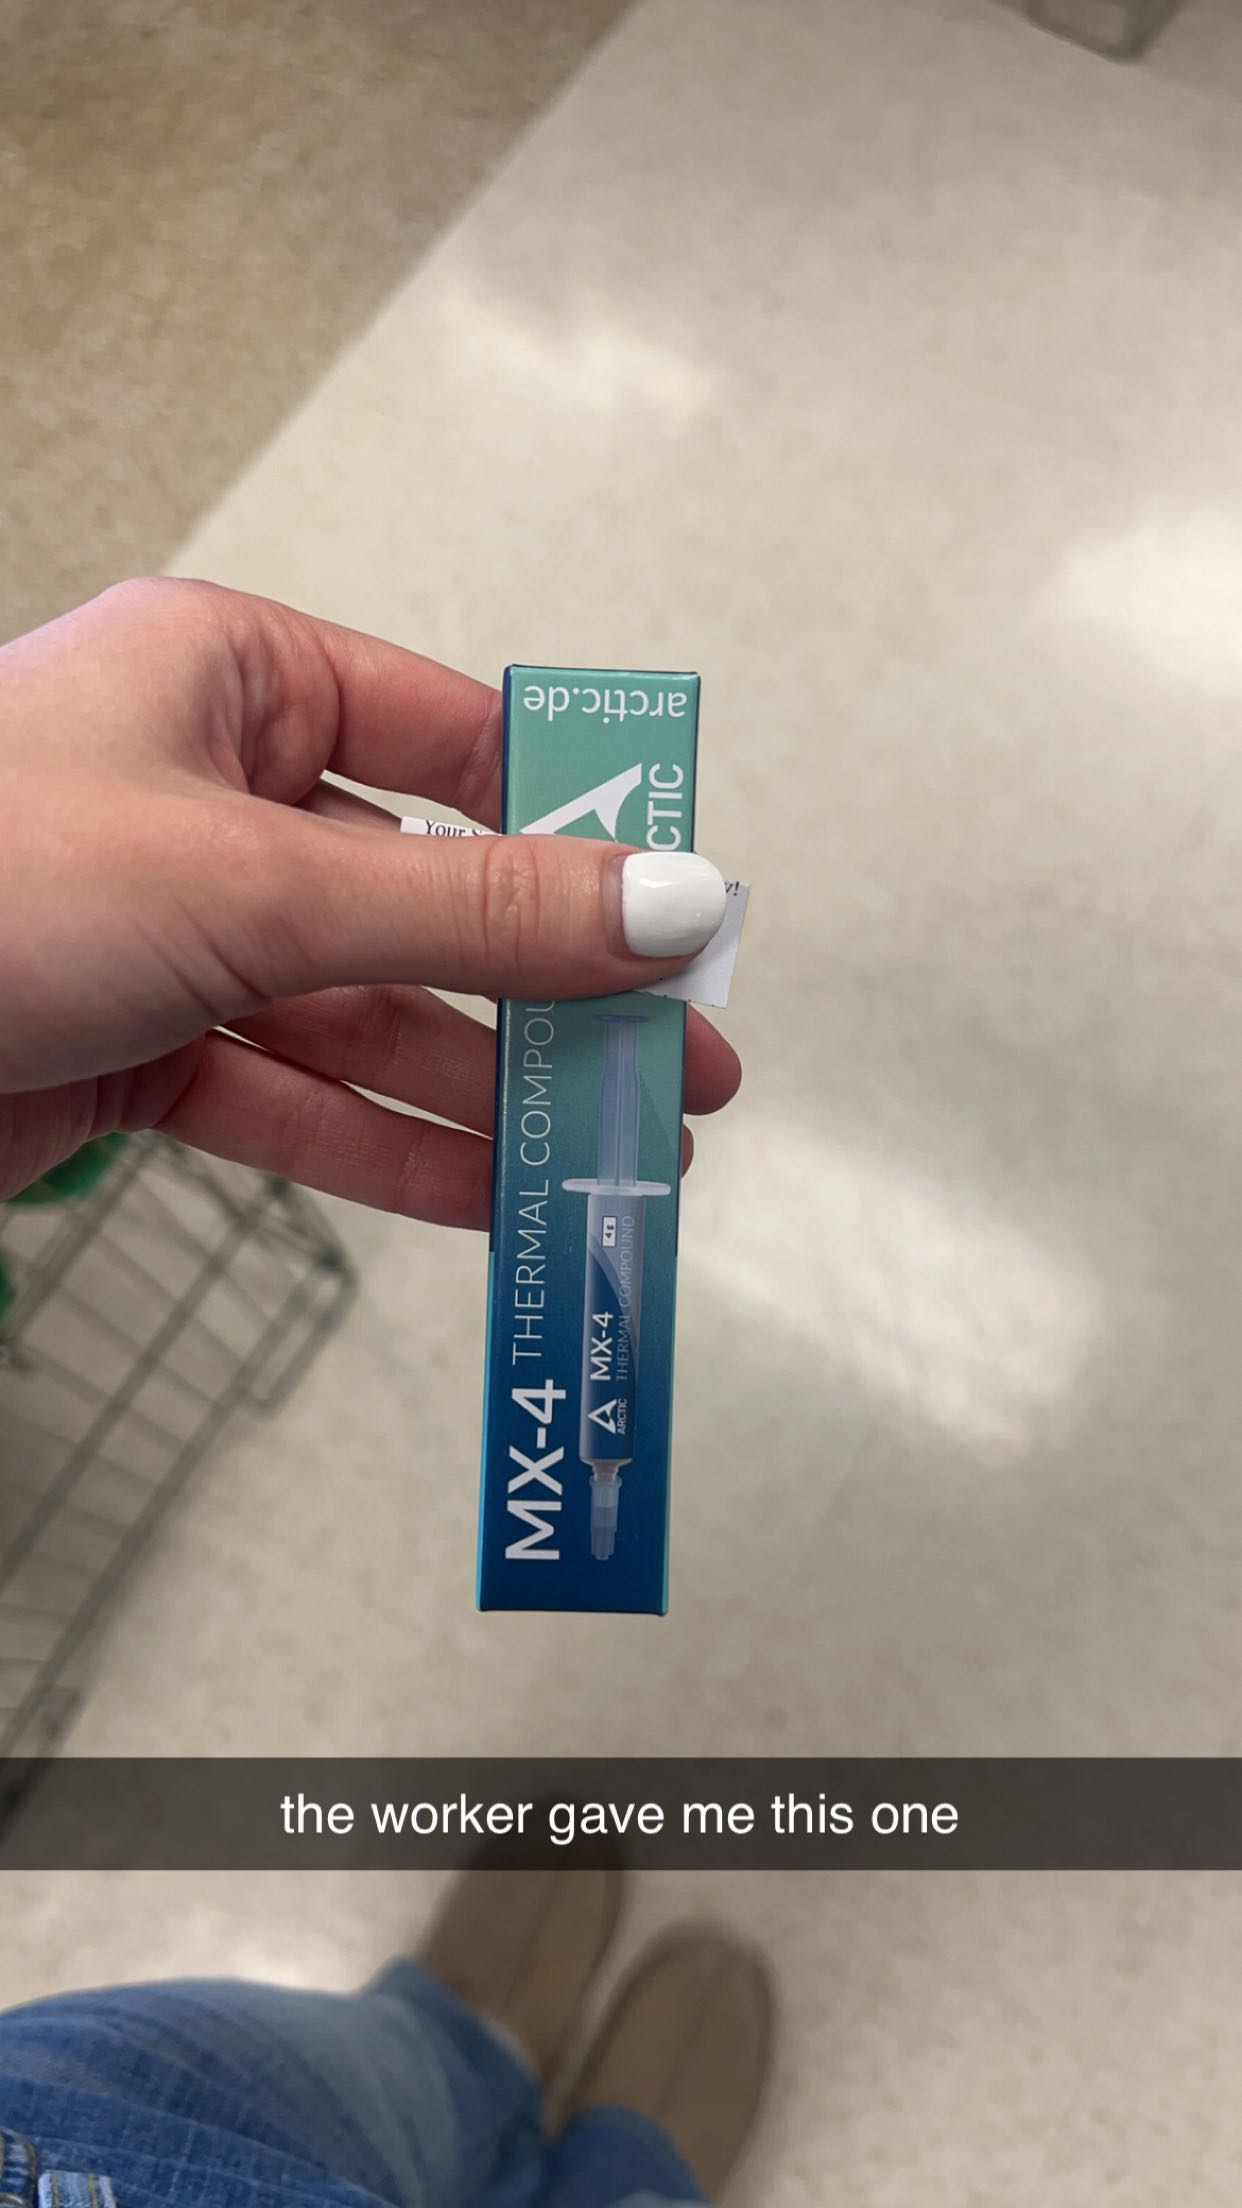 arctic.de
CTIC
Your
MX-4 THERMAL COMPOU
4g
ARCTIC
MX-4
THERMAL COMPOUND
the worker gave me this one